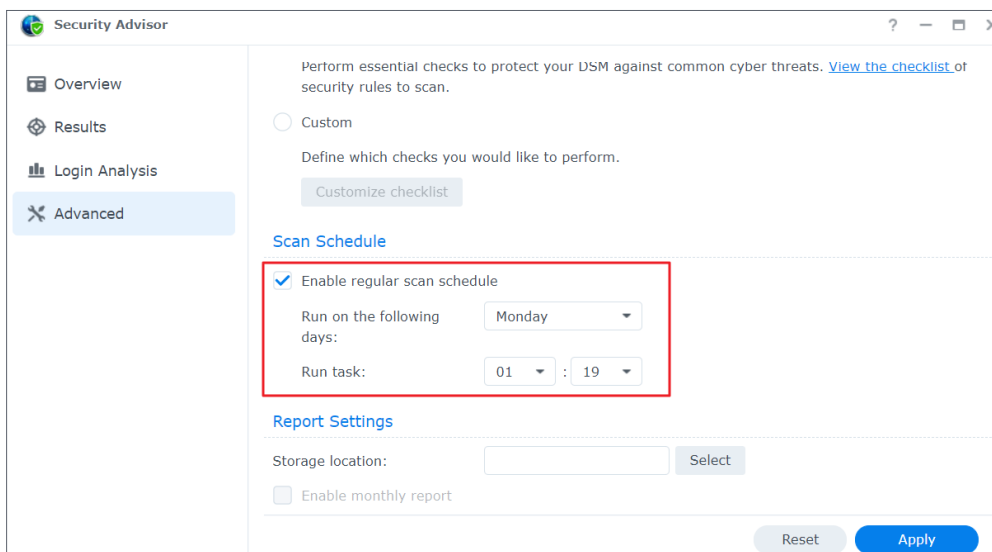 Security Advisor
Overview
Results
Login Analysis
Advanced
Perform essential checks to protect your DSM against common cyber threats. View the checklist of
security rules to scan.
Custom
Define which checks you would like to perform.
Customize checklist
Scan Schedule
Enable regular scan schedule
Run on the following
days:
Monday
Run task:
01 : 19
Report Settings
Storage location:
Select
Enable monthly report
Reset
Apply